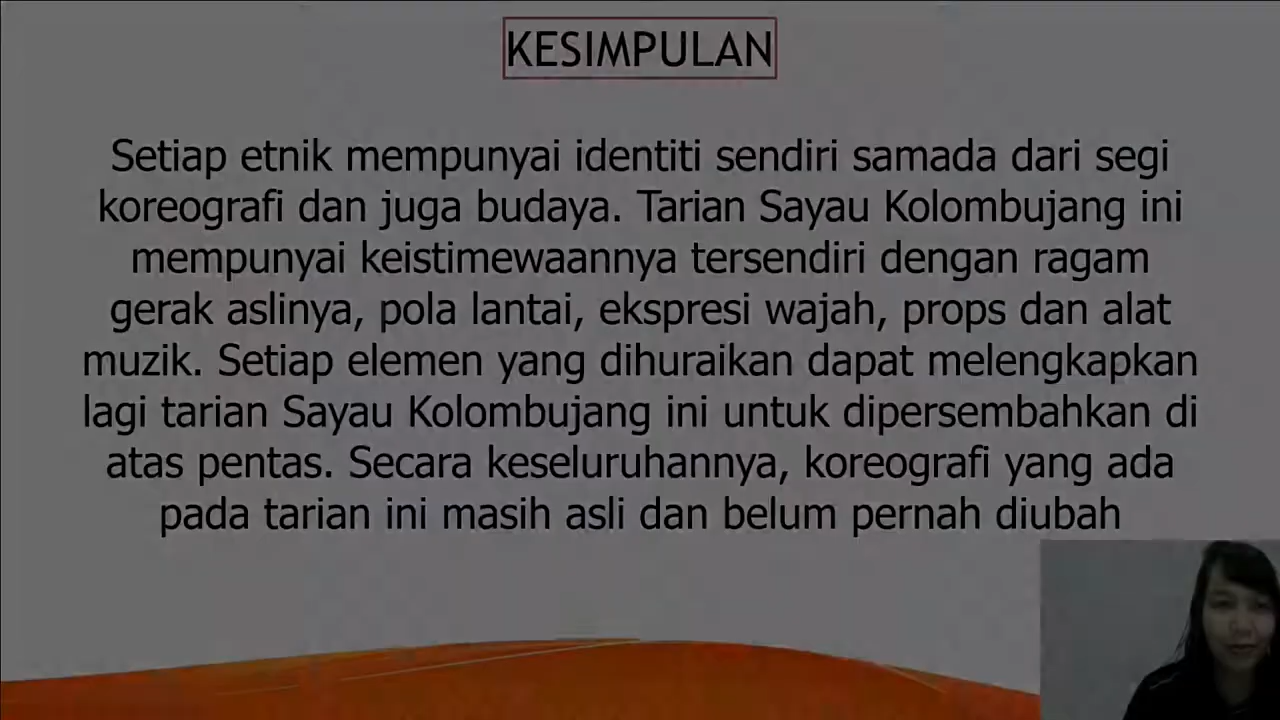 KESIMPULAN
Setiap etnik mempunyai identiti sendiri samada dari segi
koreografi dan juga budaya. Tarian Sayau Kolombujang ini
mempunyai keistimewaannya tersendiri dengan ragam
gerak aslinya, pola lantai, ekspresi wajah, props dan alat
muzik. Setiap elemen yang dihuraikan dapat melengkapkan
lagi tarian Sayau Kolombujang ini untuk dipersembahkan di
atas pentas. Secara keseluruhannya, koreografi yang ada
pada tarian ini masih asli dan belum pernah diubah